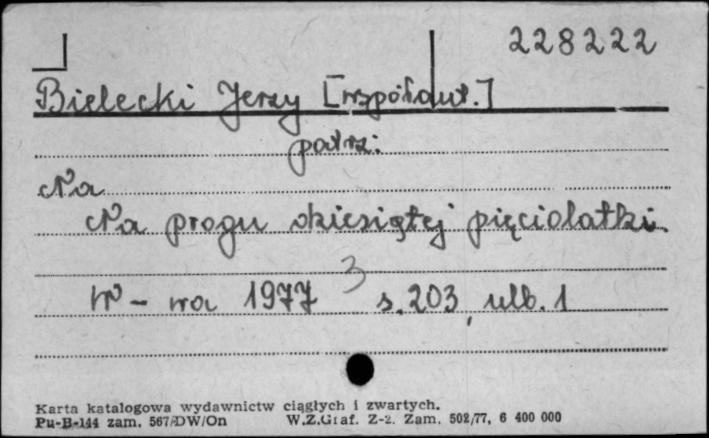 228222
Bielecki Jerzy [współaut.]
patrz:
Na
Na progu dziesiątej pięciolatki.
W-wa 1977 3 s. 203, nlb. 1
Karta katalogowa wydawnictw ciągłych i zwartych.
Pu-B-144 zam. 567/DW/On W.Z.Graf. Z-2. Zam. 502/77, 6 400 000